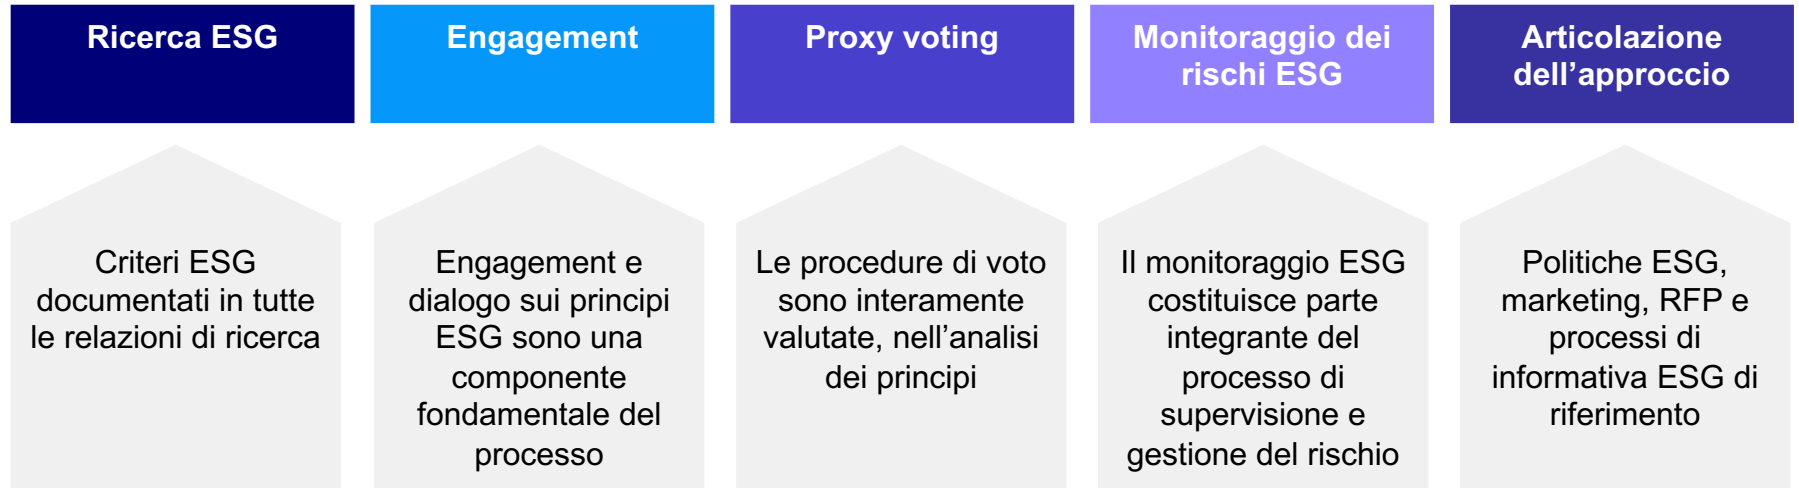 Ricerca ESG
Engagement
Proxy voting
Monitoraggio dei
rischi ESG
Articolazione
dell’approccio
Criteri ESG
documentati in tutte
le relazioni di ricerca
Engagement e
dialogo sui principi
ESG sono una
componente
fondamentale del
processo
Le procedure di voto
sono interamente
valutate, nell’analisi
dei principi
Il monitoraggio ESG
costituisce parte
integrante del
processo di
supervisione e
gestione del rischio
Politiche ESG,
marketing, RFP e
processi di
informativa ESG di
riferimento